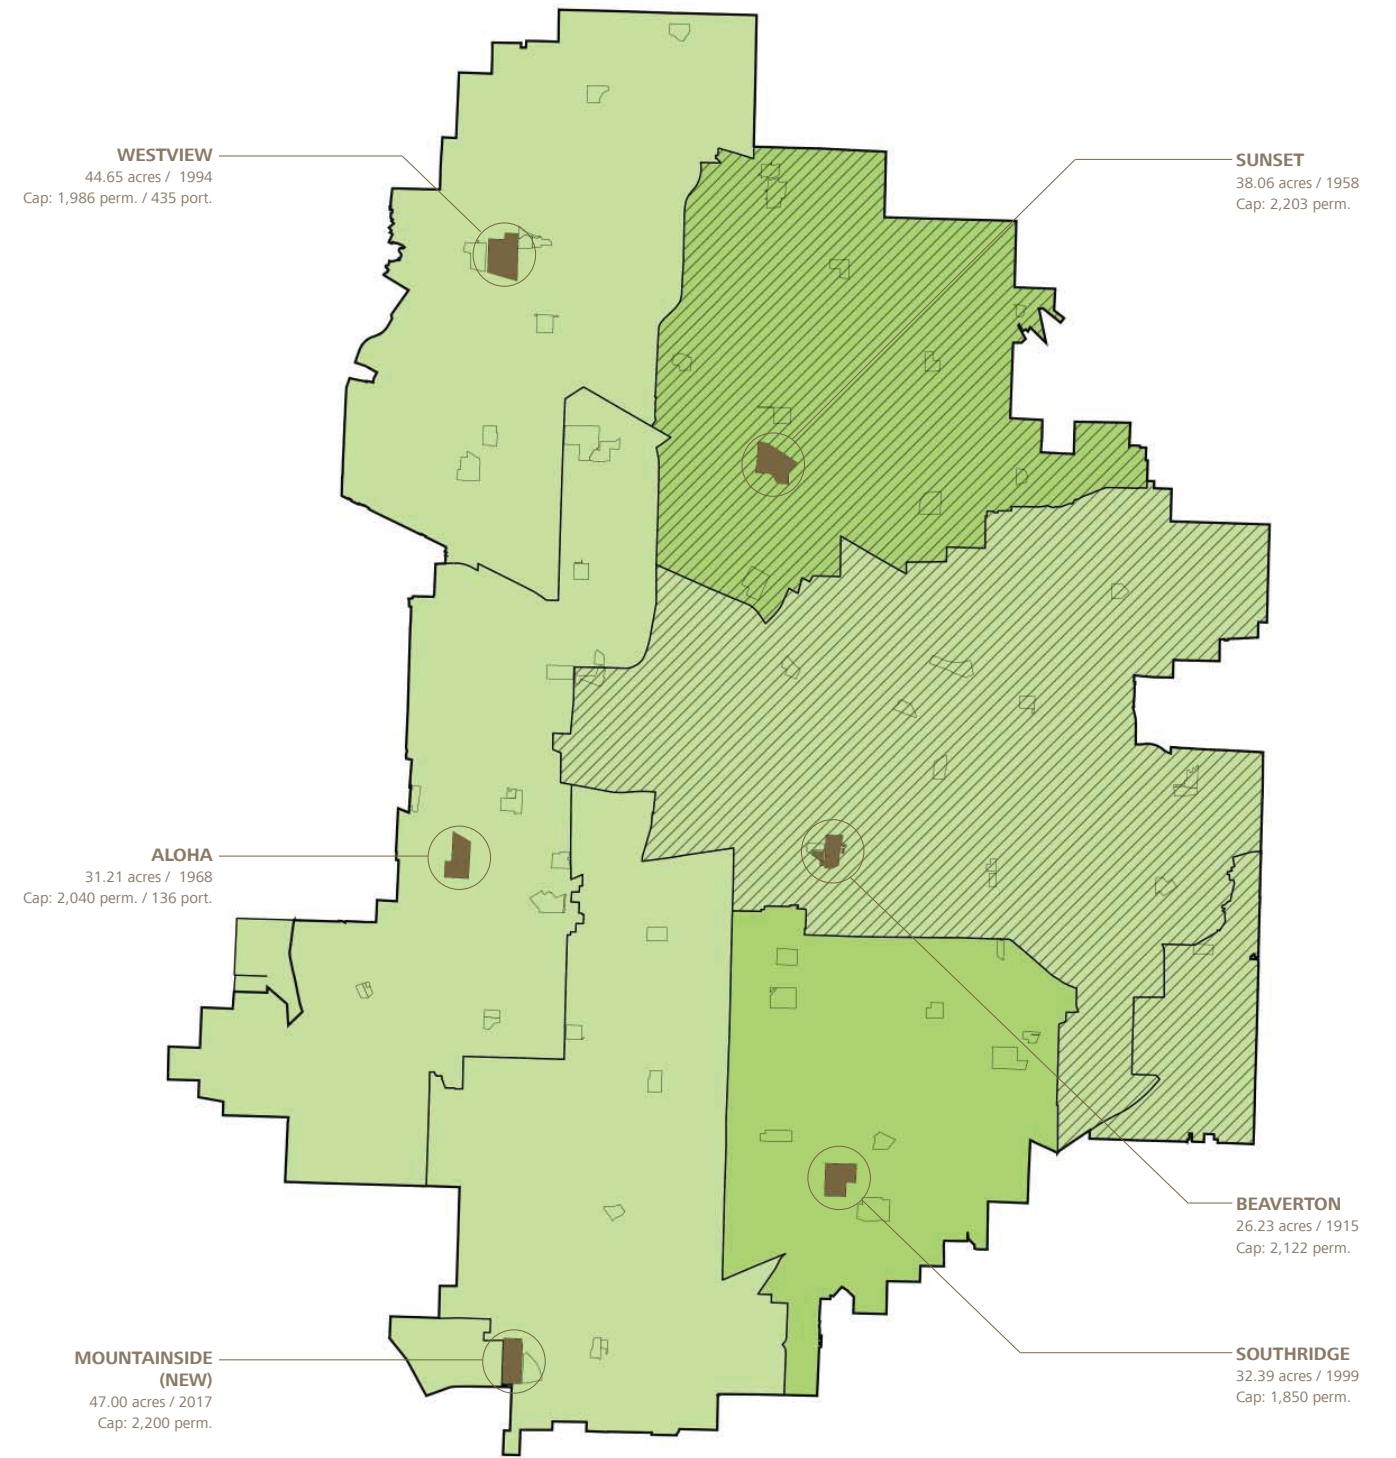 WESTVIEW
44.65 acres / 1994
Cap: 1,986 perm. / 435 port.
SUNSET
38.06 acres / 1958
Cap: 2,203 perm.
ALOHA
31.21 acres / 1968
Cap: 2,040 perm. / 136 port.
BEAVERTON
26.23 acres / 1915
Cap: 2,122 perm.
MOUNTAINSIDE
(NEW)
47.00 acres / 2017
Cap: 2,200 perm.
SOUTHRIDGE
32.39 acres / 1999
Cap: 1,850 perm.